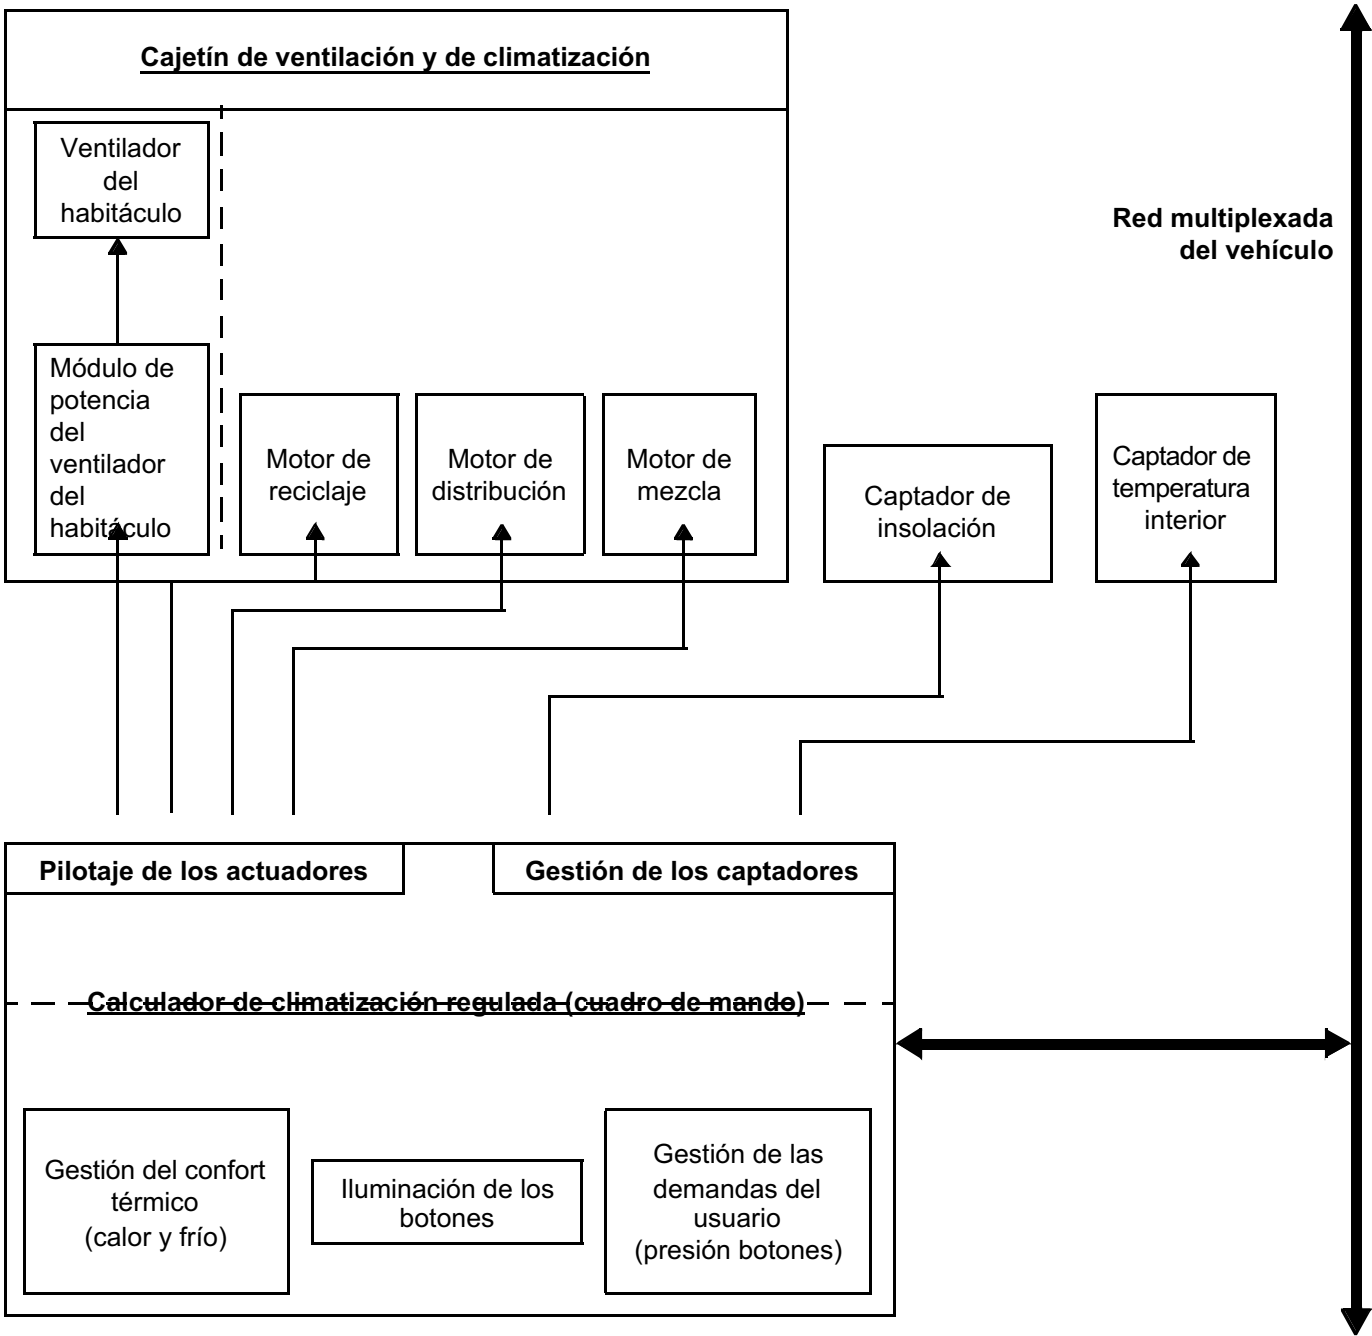 Cajetín de ventilación y de climatización
Ventilador
del
habitáculo
Red multiplexada
del vehículo
Módulo de
potencia
del
ventilador
del
habitáculo
Motor de
reciclaje
Motor de
distribución
Motor de
mezcla
Captador de
insolación
Captador de
temperatura
interior
Pilotaje de los actuadores
Gestión de los captadores
Calculador de climatización regulada (cuadro de mando)
Gestión del confort
térmico
(calor y frío)
Iluminación de los
botones
Gestión de las
demandas del
usuario
(presión botones)